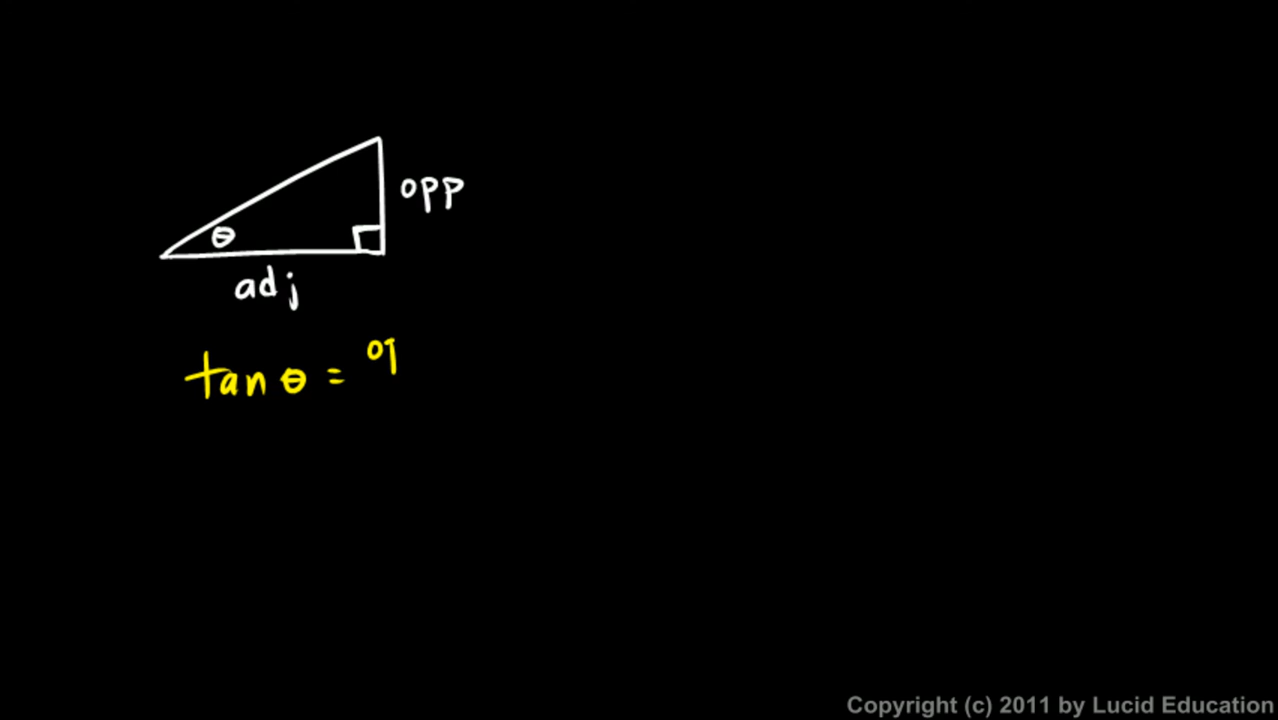 opp
θ
adj
tan θ = o
Copyright (c) 2011 by Lucid Education